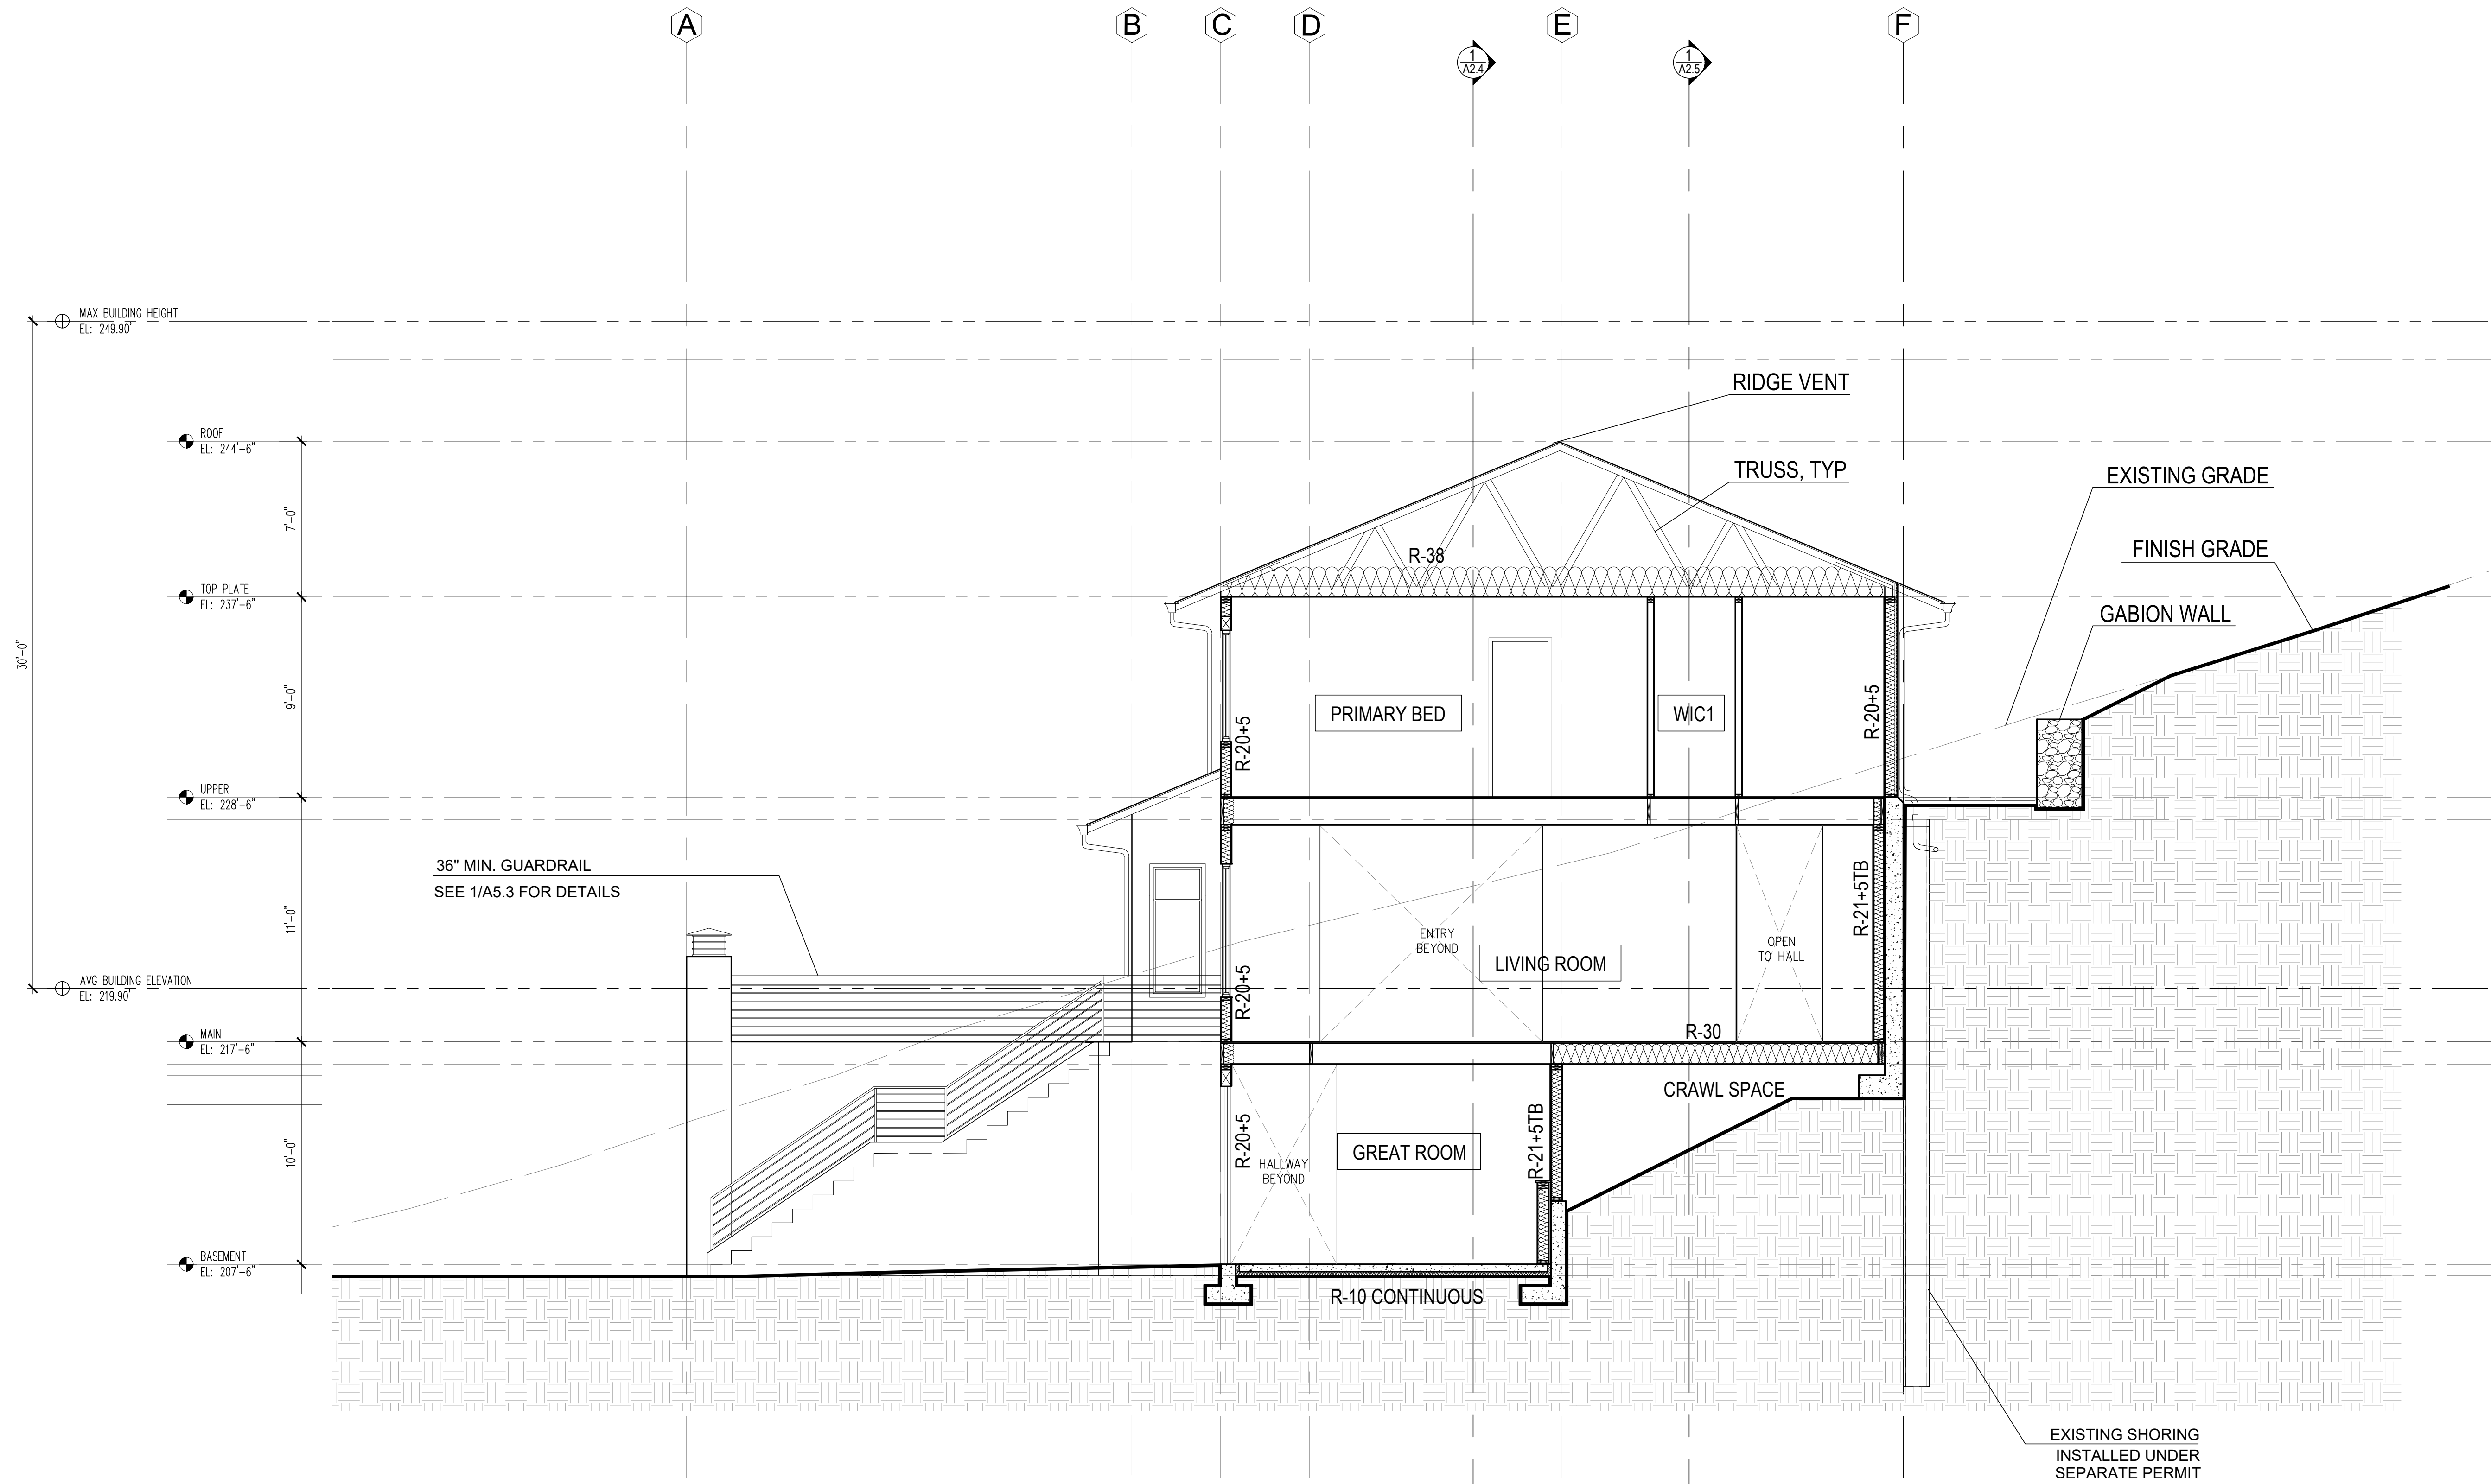 A
B
C
D
E
F
1
A2.4
1
A2.5
MAX BUILDING HEIGHT
EL: 249.90'
RIDGE VENT
ROOF
EL: 244'-6"
TRUSS, TYP
EXISTING GRADE
7'-0"
FINISH GRADE
R-38
TOP PLATE
EL: 237'-6"
GABION WALL
30'-0"
9'-0"
PRIMARY BED
WIC1
R-20+5
R-20+5
UPPER
EL: 228'-6"
36" MIN. GUARDRAIL
SEE 1/A5.3 FOR DETAILS
11'-0"
R-21+5TB
ENTRY
BEYOND
OPEN
TO HALL
LIVING ROOM
AVG BUILDING ELEVATION
EL: 219.90'
R-20+5
MAIN
EL: 217'-6"
R-30
CRAWL SPACE
10'-0"
R-20+5
GREAT ROOM
R-21+5TB
HALLWAY
BEYOND
BASEMENT
EL: 207'-6"
R-10 CONTINUOUS
EXISTING SHORING
INSTALLED UNDER
SEPARATE PERMIT